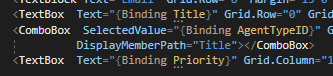 <TextBox  Text="{Binding Title}" Grid.Row="0" Grid
<ComboBox  SelectedValue="{Binding AgentTypeID}" G
DisplayMemberPath="Title"></ComboBox>
<TextBox  Text="{Binding Priority}" Grid.Column="1